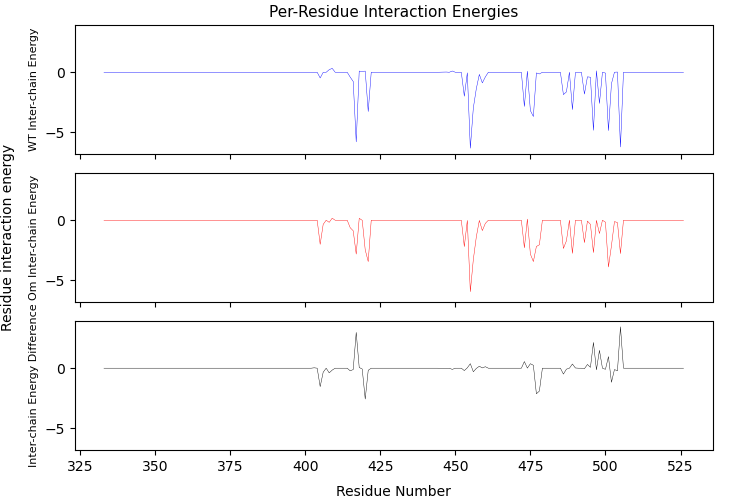 Per-Residue Interaction Energies
Residue interaction energy
WT Inter-chain Energy
0
−5
Om Inter-chain Energy
0
−5
Inter-chain Energy Difference
0
−5
325 350 375 400 425 450 475 500 525
Residue Number